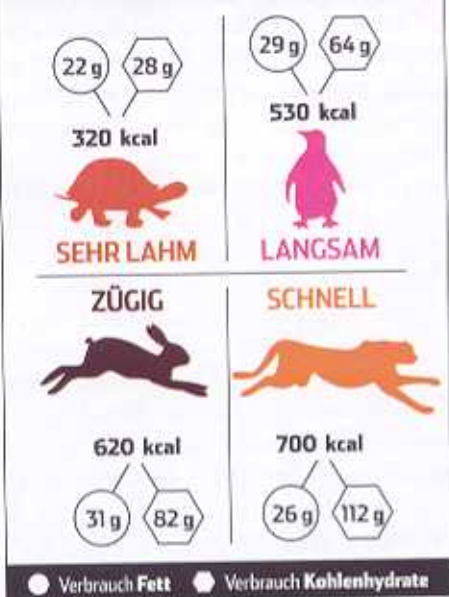 22 g 28 g
320 kcal
SEHR LAHM
29 g 64 g
530 kcal
LANGSAM
ZÜGIG
620 kcal
31 g 82 g
SCHNELL
700 kcal
26 g 112 g
Verbrauch Fett Verbrauch Kohlenhydrate